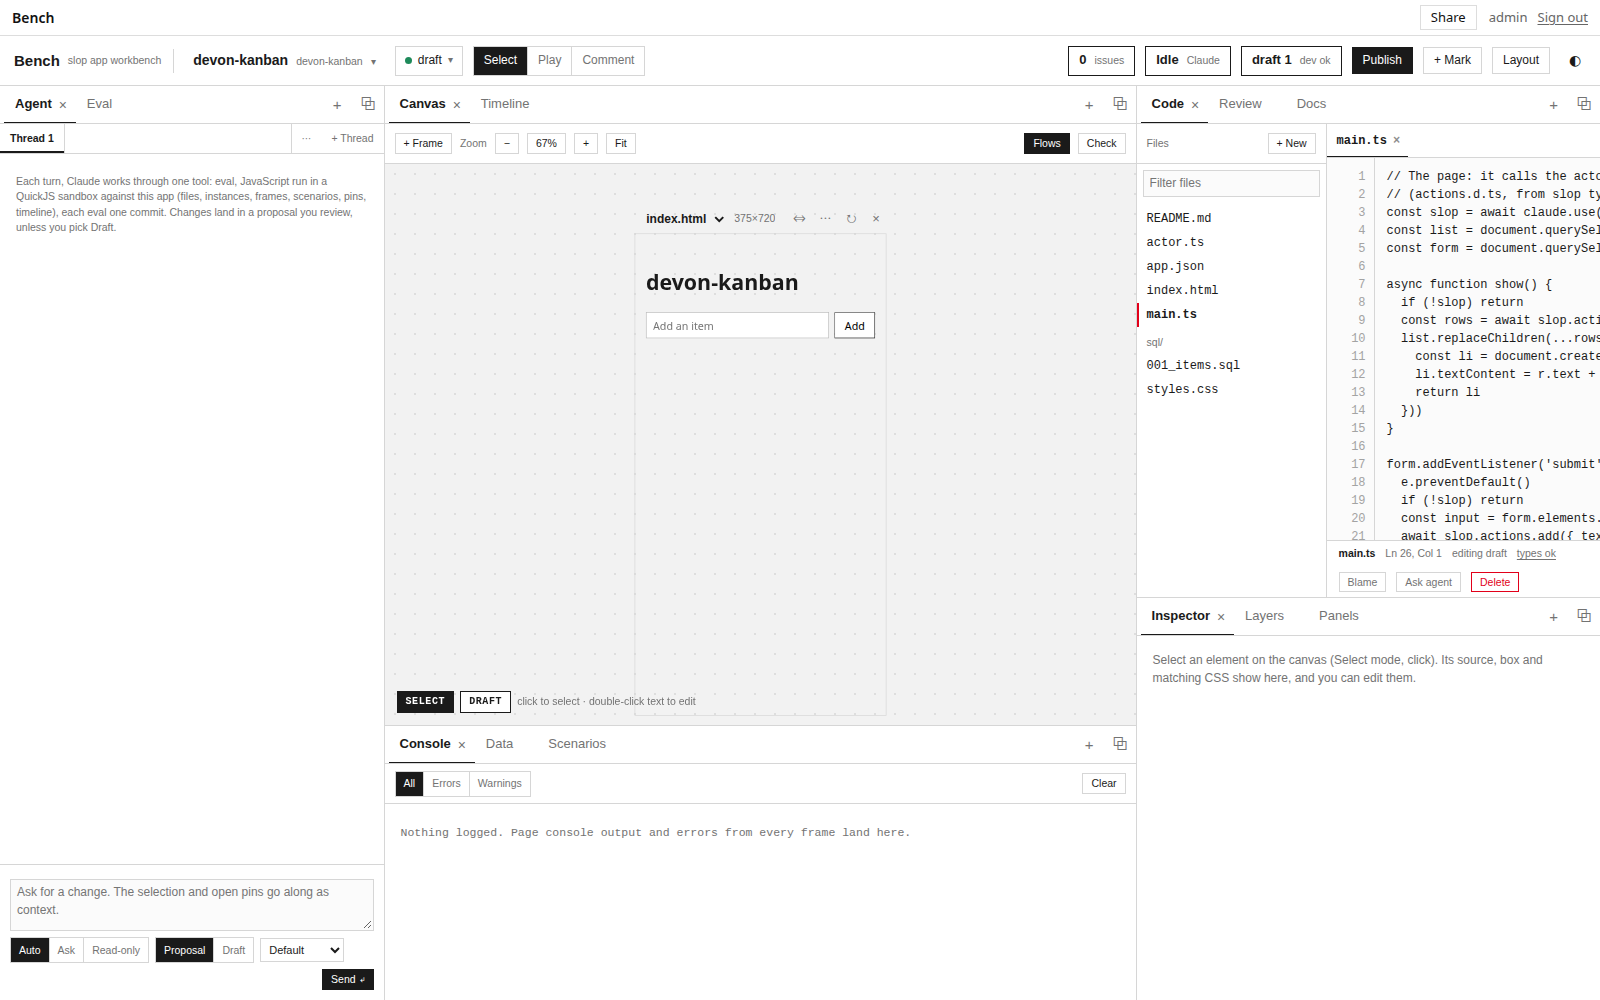 Bench
Share admin Sign out
Bench slop app workbench devon-kanban devon-kanban ▾ draft ▾ Select Play Comment 0 issues Idle Claude draft 1 dev ok Publish + Mark Layout
Agent × Eval +
Thread 1 ··· + Thread
Each turn, Claude works through one tool: eval, JavaScript run in a
QuickJS sandbox against this app (files, instances, frames, scenarios, pins,
timeline), each eval one commit. Changes land in a proposal you review,
unless you pick Draft.
Ask for a change. The selection and open pins go along as
context.
Auto Ask Read-only Proposal Draft Default
Send
Canvas × Timeline +
+ Frame Zoom − 67% + Fit Flows Check
index.html 375×720 ↔ ··· ↻ ×
devon-kanban
Add an item Add
SELECT DRAFT click to select · double-click text to edit
Console × Data Scenarios +
All Errors Warnings Clear
Nothing logged. Page console output and errors from every frame land here.
Code × Review Docs +
Files + New
Filter files
README.md
actor.ts
app.json
index.html
main.ts
sql/
001_items.sql
styles.css
main.ts ×
1 // The page: it calls the acto
2 // (actions.d.ts, from slop ty
3 const slop = await claude.use(
4 const list = document.querySel
5 const form = document.querySel
6
7 async function show() {
8 if (!slop) return
9 const rows = await slop.acti
10 list.replaceChildren(...rows
11 const li = document.create
12 li.textContent = r.text +
13 return li
14 }))
15 }
16
17 form.addEventListener('submit'
18 e.preventDefault()
19 if (!slop) return
20 const input = form.elements.
21 await slop.actions.add({ tex
main.ts Ln 26, Col 1 editing draft types ok
Blame Ask agent Delete
Inspector × Layers Panels +
Select an element on the canvas (Select mode, click). Its source, box and
matching CSS show here, and you can edit them.